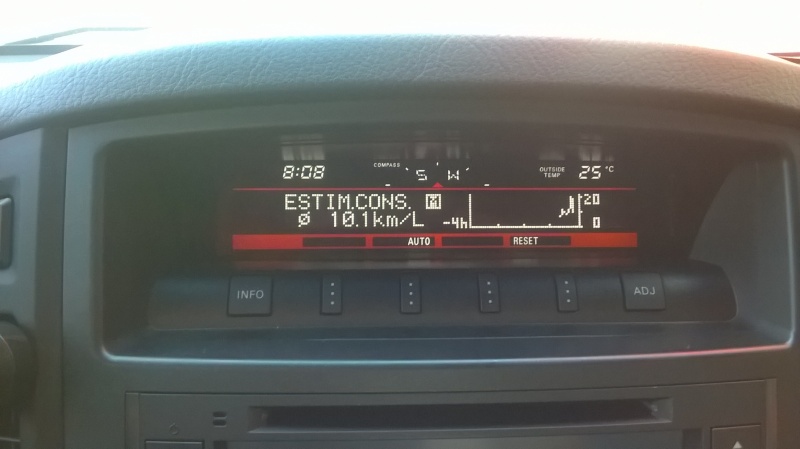 8:08 COMPASS S W OUTSIDE TEMP 25 °C
ESTIM.CONS. M 20
ø 10.1km/L -4h 0
AUTO RESET
INFO ADJ